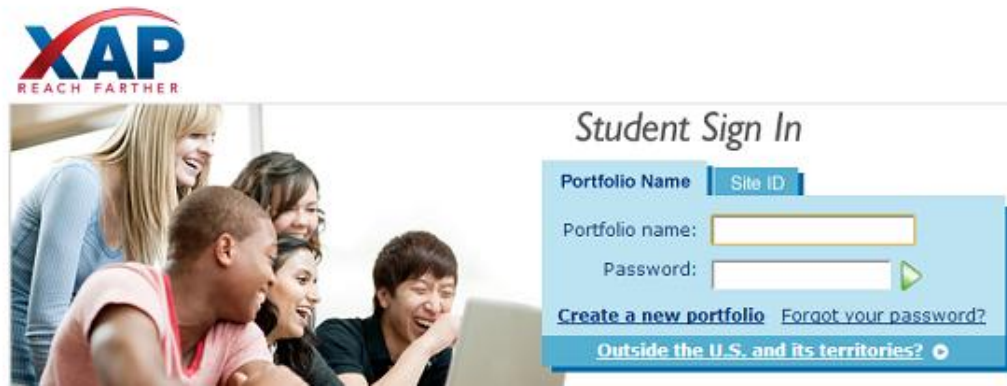 XAP
REACH FARTHER
Student Sign In
Portfolio Name Site ID
Portfolio name:
Password:
Create a new portfolio Forgot your password?
Outside the U.S. and its territories?